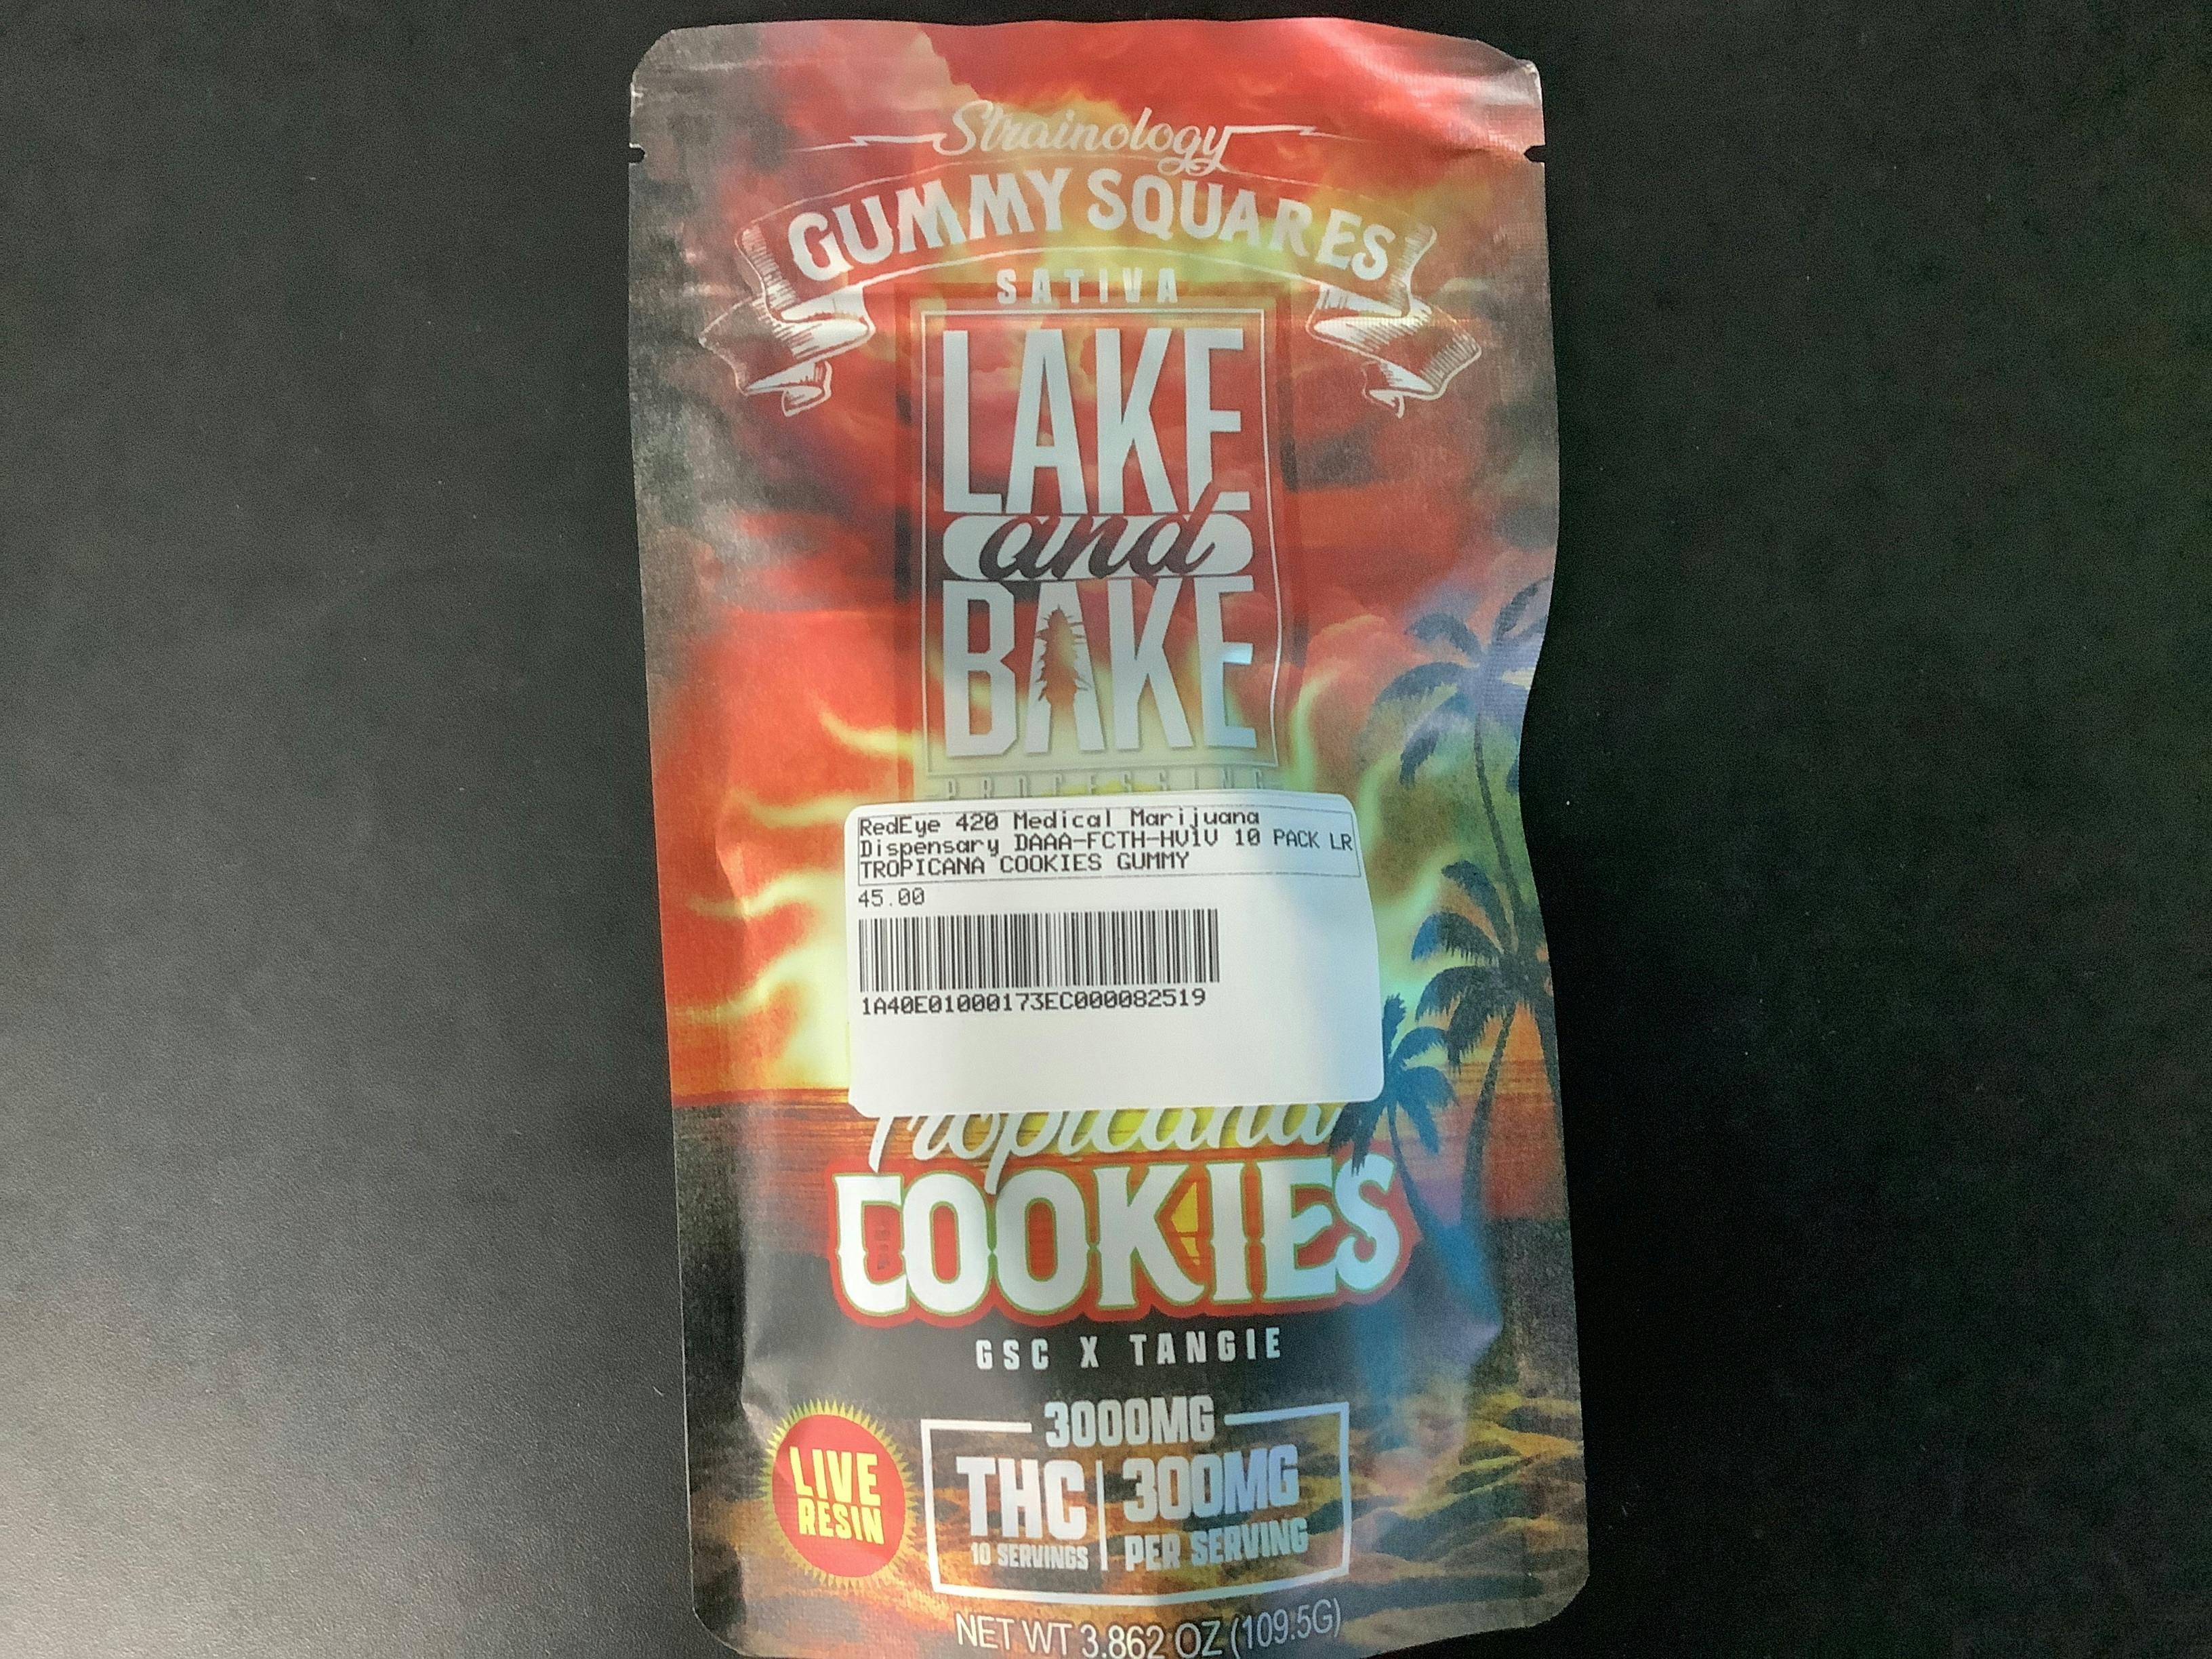 Strainology
GUMMY SQUARES
SATIVA
LAKE
and
BAKE
PROCESSING
RedEye 420 Medical Marijuana
Dispensary DAAA-FCTH-HV1V 10 PACK LR
TROPICANA COOKIES GUMMY
45.00
1A40E01000173EC000082519
Tropicana
COOKIES
GSC X TANGIE
3000MG
THC 300MG
10 SERVINGS PER SERVING
LIVE
RESIN
NET WT 3.862 OZ (109.5G)